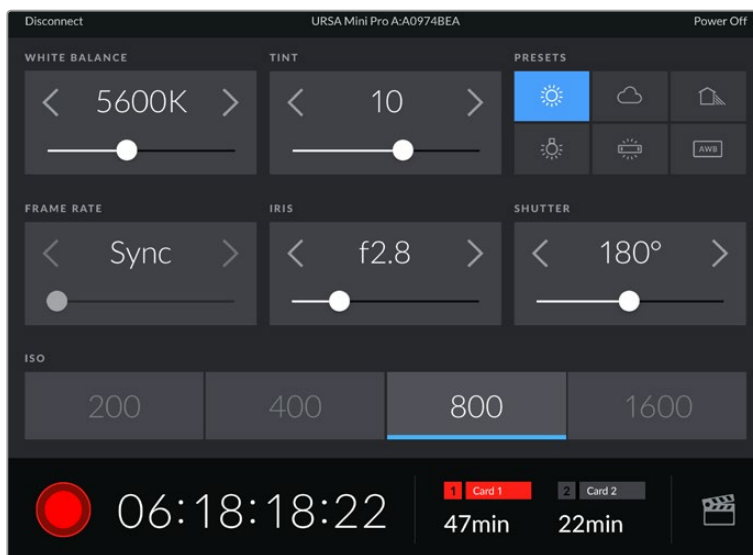 Disconnect
URSA Mini Pro A:A0974BEA
Power Off
WHITE BALANCE
TINT
PRESETS
5600K
10
AWB
FRAME RATE
IRIS
SHUTTER
Sync
f2.8
180°
ISO
200
400
800
1600
06:18:18:22
1 Card 1
2 Card 2
47min
22min